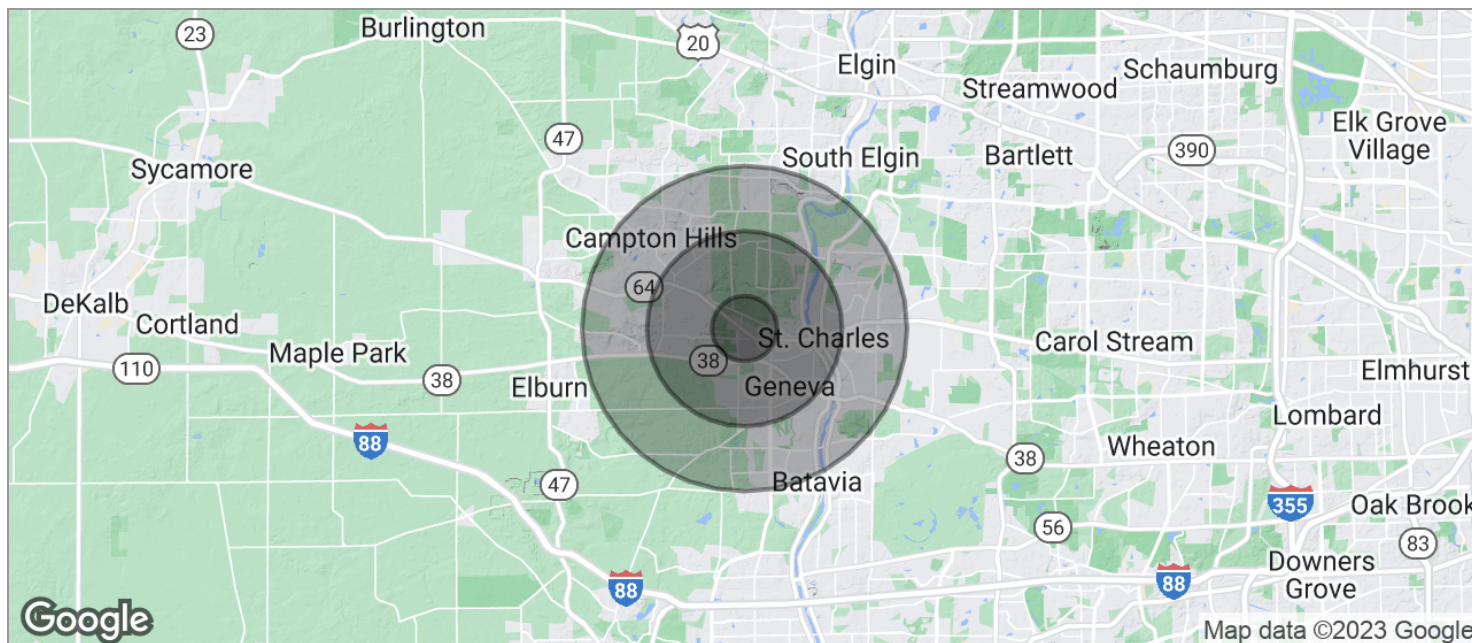 Burlington
23
20
Elgin
Schaumburg
Streamwood
Elk Grove
Village
47
390
South Elgin
Bartlett
Sycamore
Campton Hills
64
DeKalb
Cortland
St. Charles
Carol Stream
Maple Park
38
110
38
Elburn
Geneva
Elmhurst
Lombard
88
Wheaton
38
47
Batavia
355
Oak Brook
56
83
Downers
Grove
88
88
Google
Map data ©2023 Google